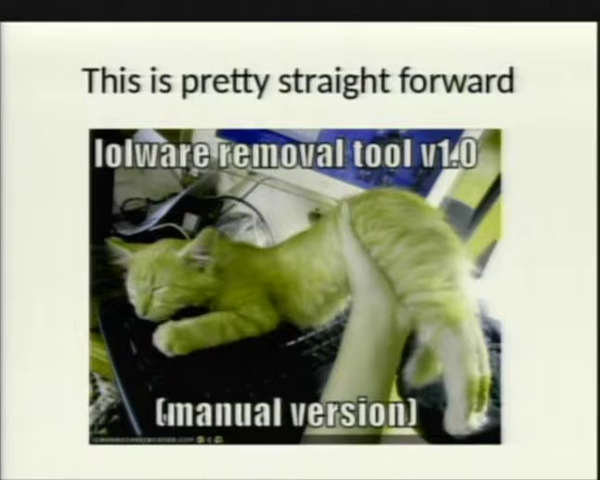 This is pretty straight forward
lolware removal tool v1.0
(manual version)